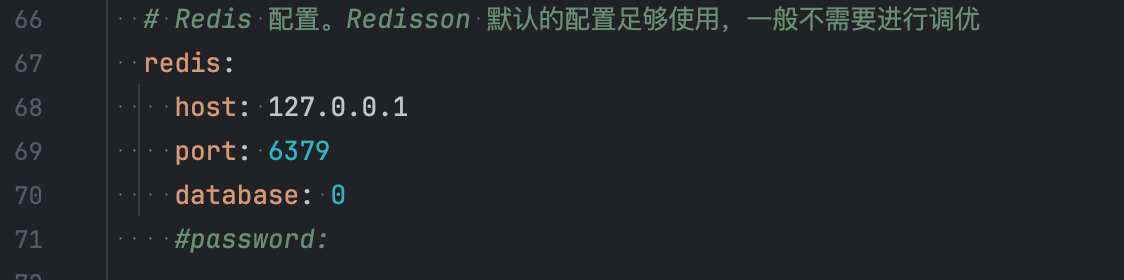 66 # Redis 配置。Redisson 默认的配置足够使用，一般不需要进行调优
67 redis:
68 host: 127.0.0.1
69 port: 6379
70 database: 0
71 #password: